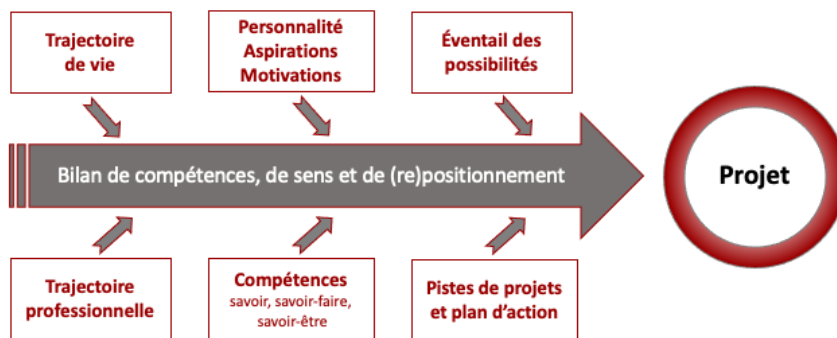 Trajectoire
de vie
Personnalité
Aspirations
Motivations
Éventail des
possibilités
Bilan de compétences, de sens et de (re)positionnement
Projet
Trajectoire
professionnelle
Compétences
savoir, savoir-faire,
savoir-être
Pistes de projets
et plan d'action